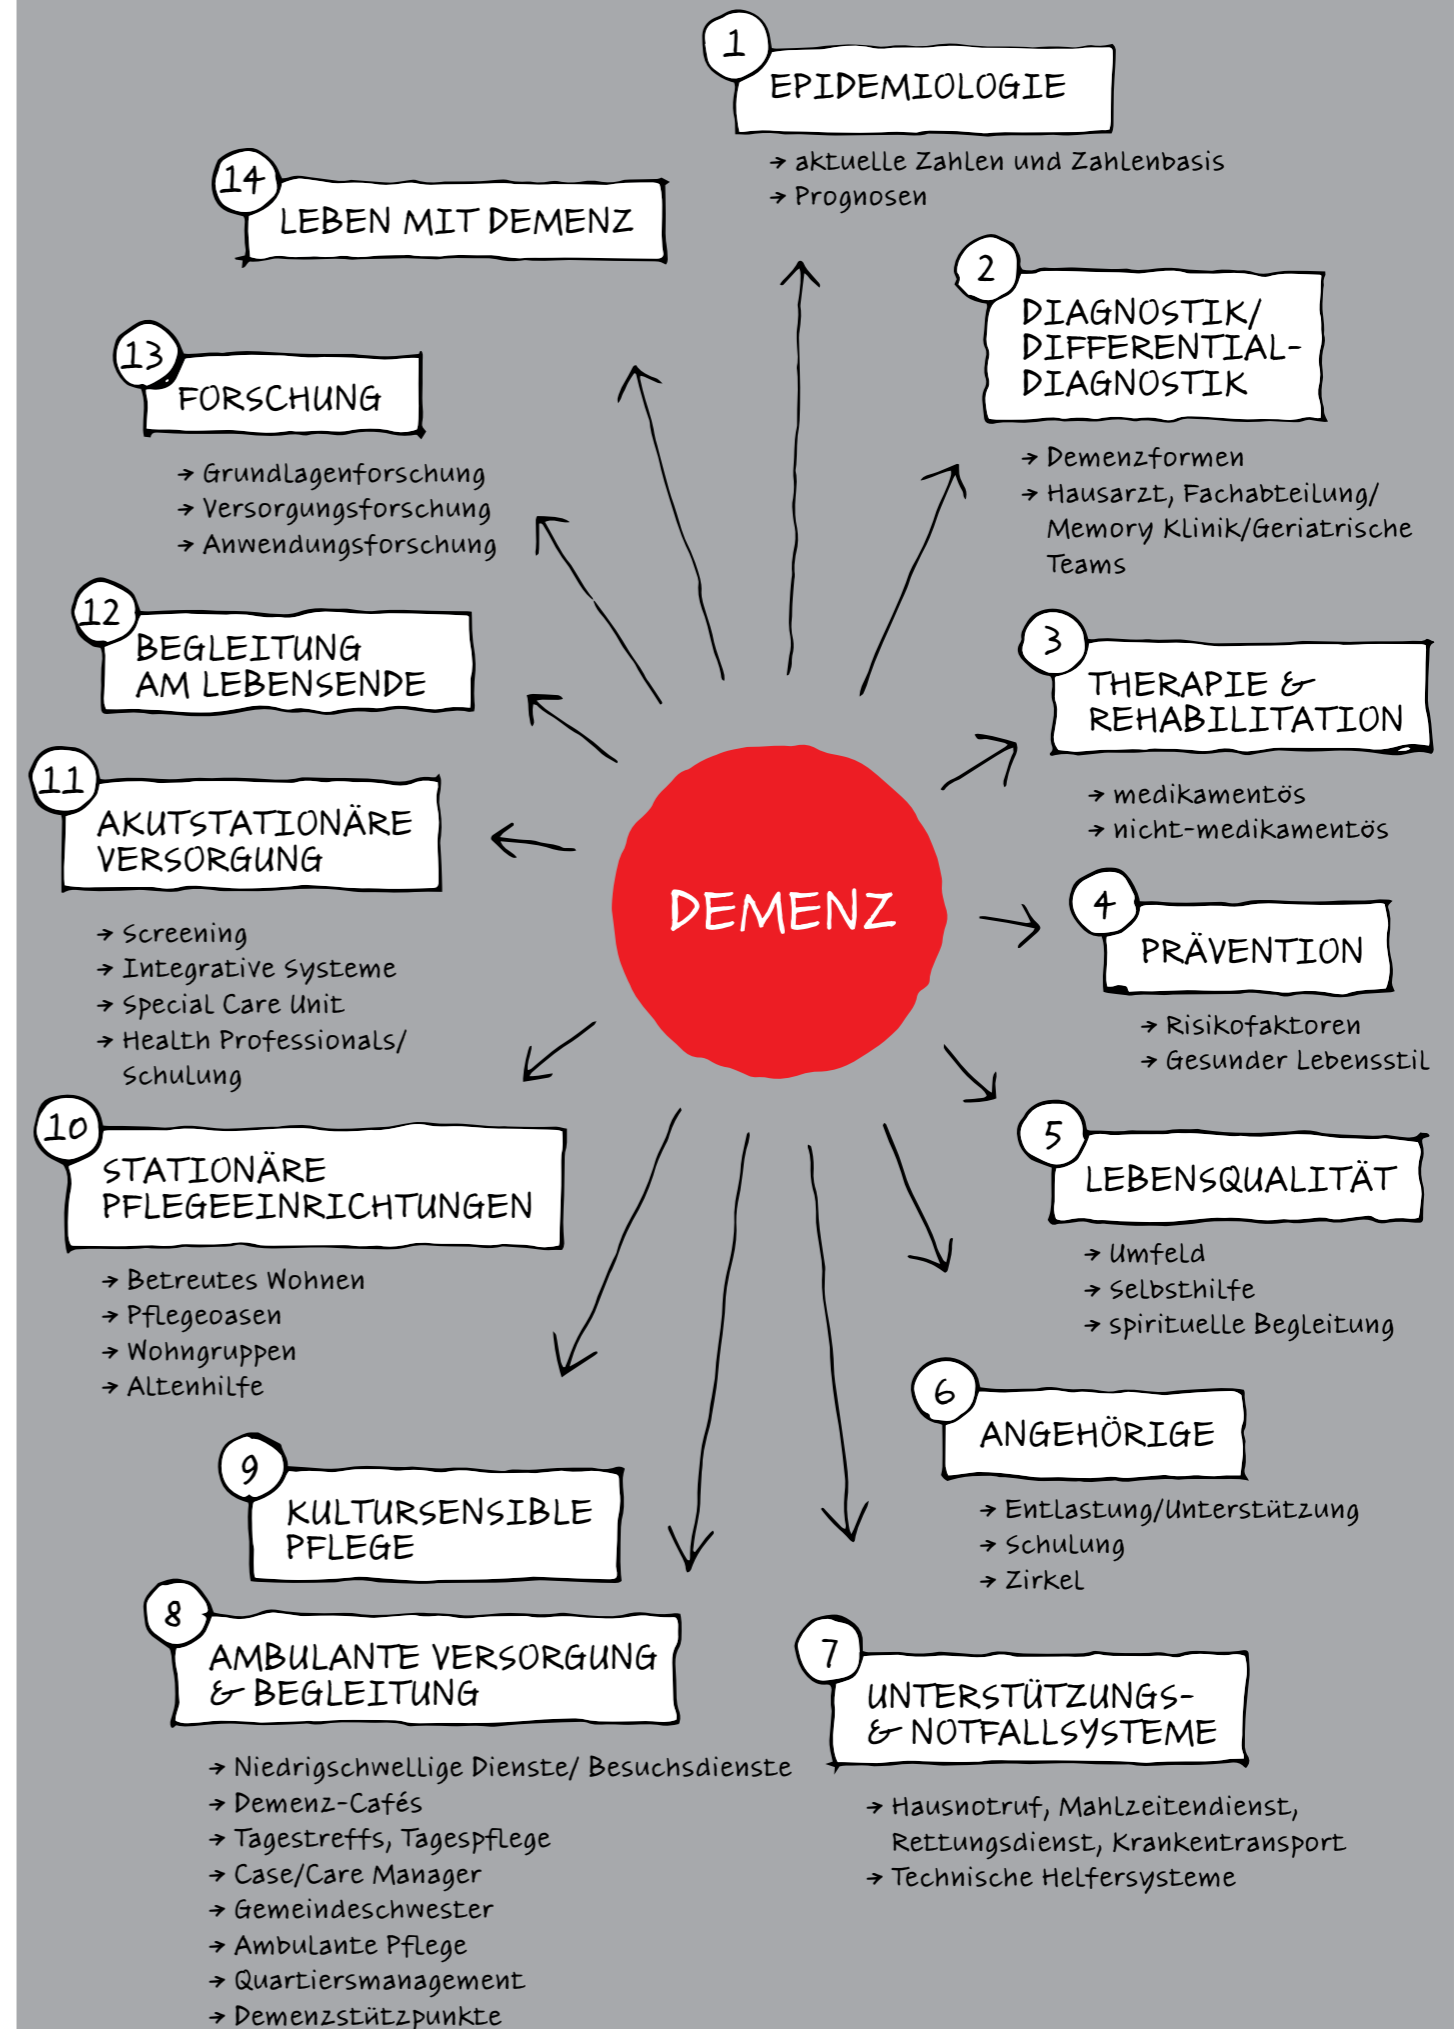 1
EPIDEMIOLOGIE
→ aktuelle Zahlen und Zahlenbasis
→ Prognosen
2
DIAGNOSTIK/
DIFFERENTIAL-
DIAGNOSTIK
→ Demenzformen
→ Hausarzt, Fachabteilung/
Memory Klinik/Geriatrische
Teams
3
THERAPIE &
REHABILITATION
→ medikamentös
→ nicht-medikamentös
4
PRÄVENTION
→ Risikofaktoren
→ Gesunder Lebensstil
5
LEBENSQUALITÄT
→ Umfeld
→ Selbsthilfe
→ spirituelle Begleitung
6
ANGEHÖRIGE
→ Entlastung/Unterstützung
→ Schulung
→ Zirkel
7
UNTERSTÜTZUNGS-
& NOTFALLSYSTEME
→ Hausnotruf, Mahlzeitendienst,
Rettungsdienst, Krankentransport
→ Technische Helfersysteme
8
AMBULANTE VERSORGUNG
& BEGLEITUNG
→ Niedrigschwellige Dienste/ Besuchsdienste
→ Demenz-Cafés
→ Tagestreffs, Tagespflege
→ Case/Care Manager
→ Gemeindeschwester
→ Ambulante Pflege
→ Quartiersmanagement
→ Demenzstützpunkte
9
KULTURSENSIBLE
PFLEGE
10
STATIONÄRE
PFLEGEEINRICHTUNGEN
→ Betreutes Wohnen
→ Pflegeoasen
→ Wohngruppen
→ Altenhilfe
11
AKUTSTATIONÄRE
VERSORGUNG
→ Screening
→ Integrative Systeme
→ Special Care Unit
→ Health Professionals/
Schulung
12
BEGLEITUNG
AM LEBENSENDE
13
FORSCHUNG
→ Grundlagenforschung
→ Versorgungsforschung
→ Anwendungsforschung
14
LEBEN MIT DEMENZ
DEMENZ